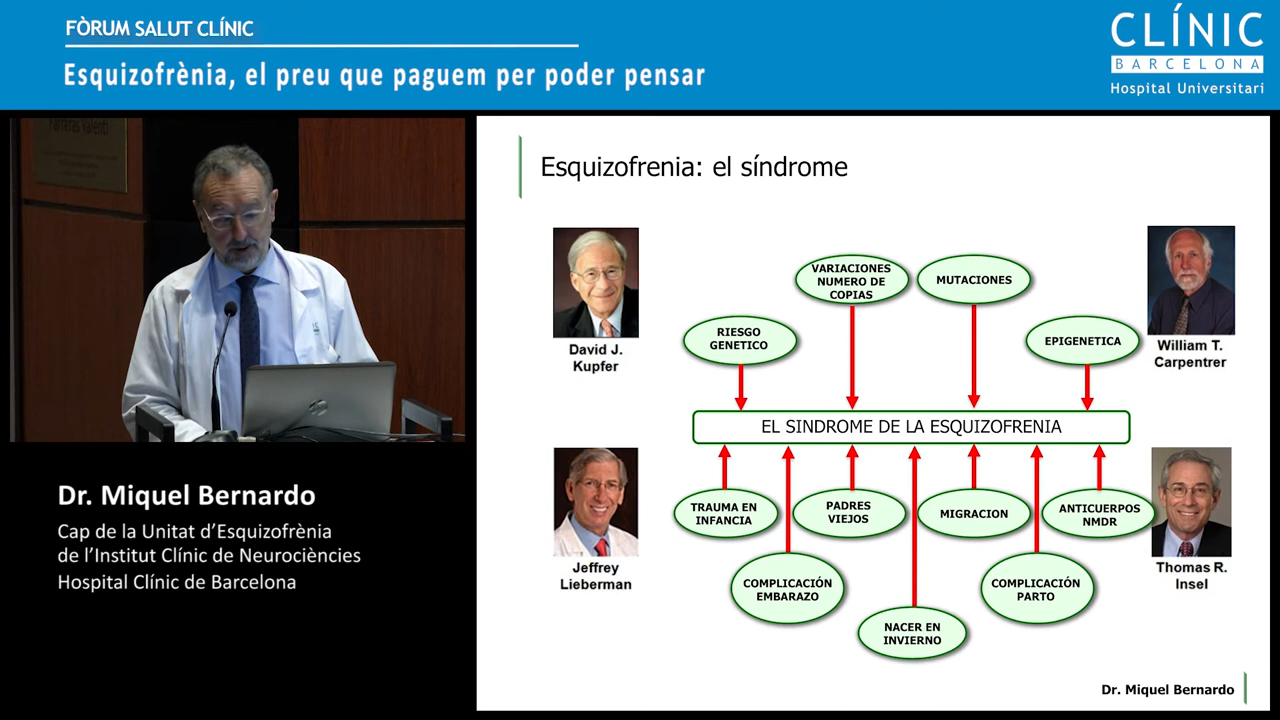 FÒRUM SALUT CLÍNIC
Esquizofrènia, el preu que paguem per poder pensar
CLÍNIC
BARCELONA
Hospital Universitari
Farreras Valentí
Dr. Miquel Bernardo
Cap de la Unitat d'Esquizofrènia
de l'Institut Clínic de Neurociències
Hospital Clínic de Barcelona
Esquizofrenia: el síndrome
David J.
Kupfer
William T.
Carpentrer
Jeffrey
Lieberman
Thomas R.
Insel
VARIACIONES
NUMERO DE
COPIAS
MUTACIONES
RIESGO
GENETICO
EPIGENETICA
EL SINDROME DE LA ESQUIZOFRENIA
TRAUMA EN
INFANCIA
PADRES
VIEJOS
MIGRACION
ANTICUERPOS
NMDR
COMPLICACIÓN
EMBARAZO
COMPLICACIÓN
PARTO
NACER EN
INVIERNO
Dr. Miquel Bernardo